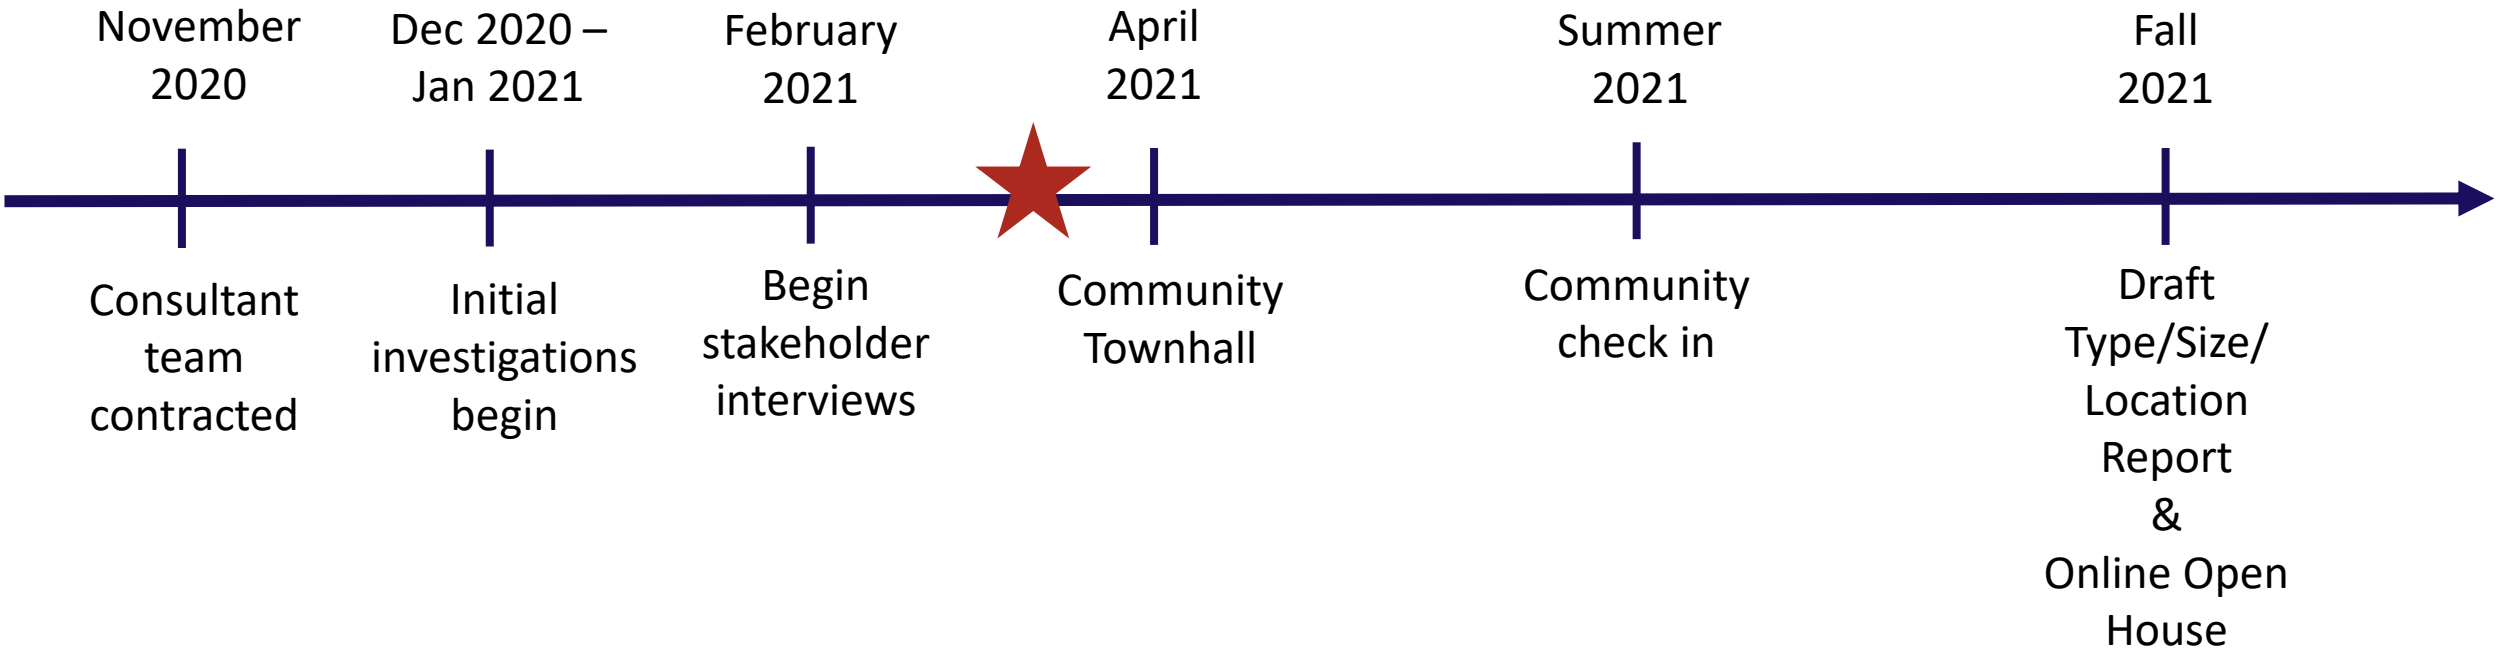 November
2020
Dec 2020 –
Jan 2021
February
2021
April
2021
Summer
2021
Fall
2021
Consultant
team
contracted
Initial
investigations
begin
Begin
stakeholder
interviews
Community
Townhall
Community
check in
Draft
Type/Size/
Location
Report
&
Online Open
House